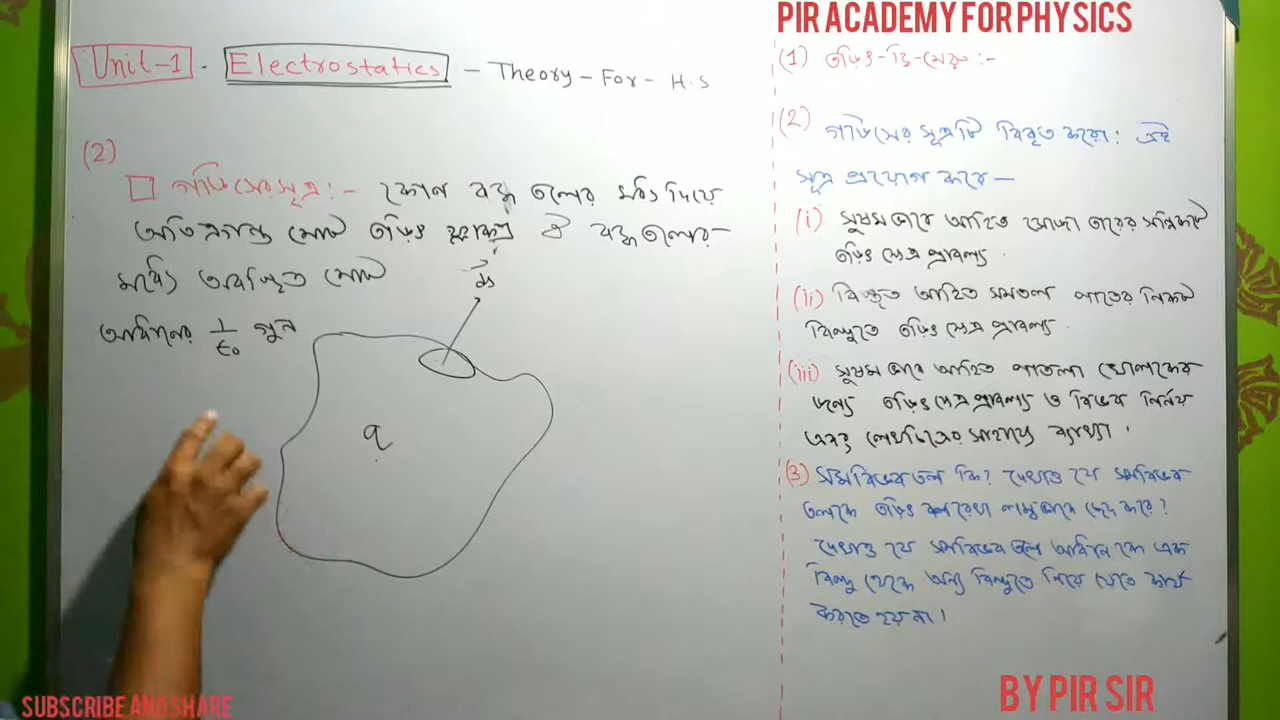 PIR ACADEMY FOR PHYSICS
Unit-1 - Electrostatics - Theory - For - H.S
(2)
গাউসের সূত্র :- কোন বদ্ধ তলের মধ্য দিয়ে
অতিক্রান্ত মোট তড়িৎ ঐ বদ্ধতলের
মধ্যে অবস্থিত মোট
আধানের 1/ϵ₀ গুন
ds
q
(1) তড়িৎ-দ্বি-মেরু :-
(2) গাউসের সূত্রটি বিবৃত করো। এই
সূত্র প্রয়োগ করে —
(i) সুষমভাবে আহিত সোজা তারের সন্নিকটে
তড়িৎ ক্ষেত্র প্রাবল্য.
(ii) বিস্তৃত আহিত সমতল পাতের নিকট
বিন্দুতে তড়িৎ ক্ষেত্র প্রাবল্য.
(iii) সুষমভাবে আহিত পাতলা গোলকের
জন্যে তড়িৎ ক্ষেত্র প্রাবল্য ও বিভব নির্নয়
এবং লেখচিত্রের সাহায্যে ব্যাখ্যা।
(3) সমবিভব তল কি? দেখাও যে সমবিভব
তলকে তড়িৎ বলরেখা লম্বভাবে ছেদ করে?
দেখাও যে সমবিভব তলে আধান কে এক
বিন্দু থেকে অন্য বিন্দুতে নিয়ে যেতে কার্য
করতে হয় না।
BY PIR SIR
SUBSCRIBE AND SHARE